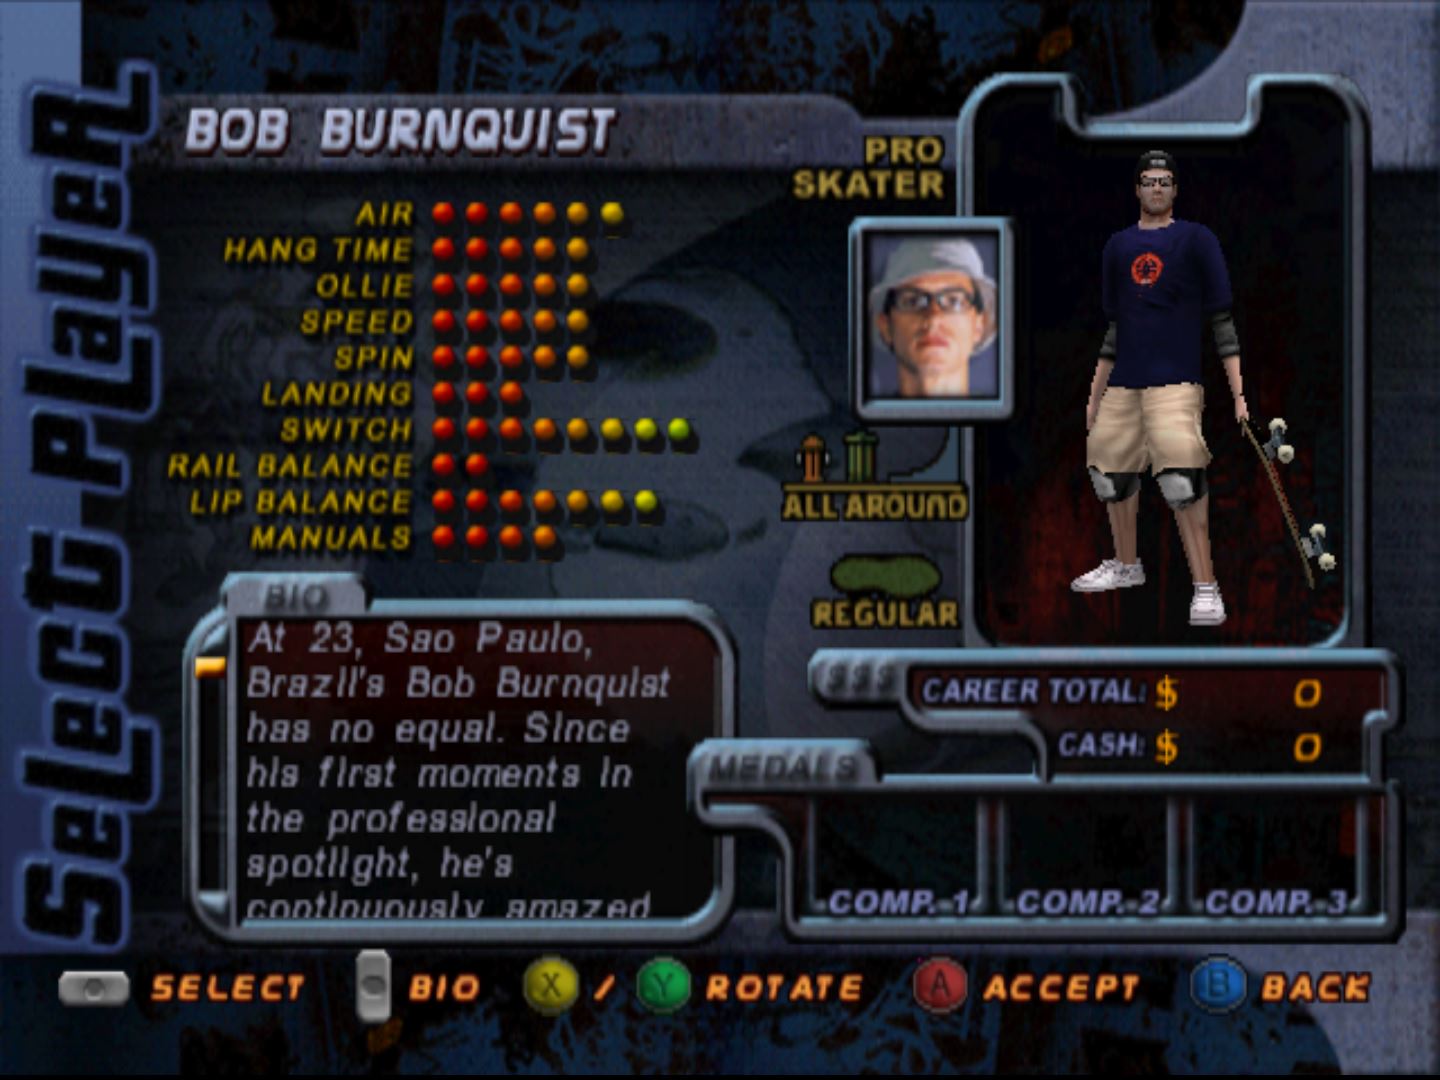 Select Player
BOB BURNQUIST
PRO
SKATER
AIR
HANG TIME
OLLIE
SPEED
SPIN
LANDING
SWITCH
RAIL BALANCE
LIP BALANCE
MANUALS
ALL AROUND
REGULAR
BIO
At 23, Sao Paulo,
Brazil's Bob Burnquist
has no equal. Since
his first moments in
the professional
spotlight, he's
continuously amazed
$$$
CAREER TOTAL: $ 0
CASH: $ 0
MEDALS
COMP. 1 COMP. 2 COMP. 3
SELECT BIO X / Y ROTATE A ACCEPT B BACK